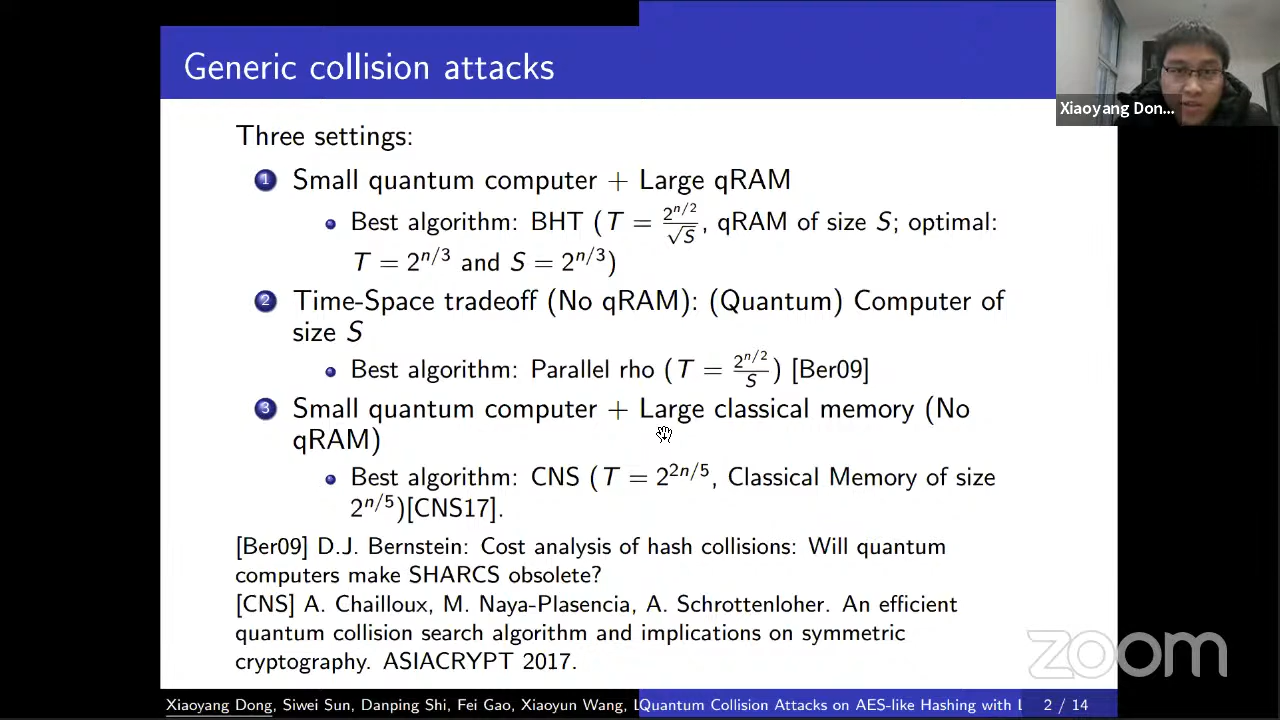 Generic collision attacks
Xiaoyang Don...
Three settings:
1 Small quantum computer + Large qRAM
Best algorithm: BHT (T = 2^{n/2}/√S, qRAM of size S; optimal:
T = 2^{n/3} and S = 2^{n/3})
2 Time-Space tradeoff (No qRAM): (Quantum) Computer of
size S
Best algorithm: Parallel rho (T = 2^{n/2}/S) [Ber09]
3 Small quantum computer + Large classical memory (No
qRAM)
Best algorithm: CNS (T = 2^{2n/5}, Classical Memory of size
2^{n/5})[CNS17].
[Ber09] D.J. Bernstein: Cost analysis of hash collisions: Will quantum
computers make SHARCS obsolete?
[CNS] A. Chailloux, M. Naya-Plasencia, A. Schrottenloher. An efficient
quantum collision search algorithm and implications on symmetric
cryptography. ASIACRYPT 2017.
zoom
Xiaoyang Dong, Siwei Sun, Danping Shi, Fei Gao, Xiaoyun Wang, L
Quantum Collision Attacks on AES-like Hashing with L
2 / 14